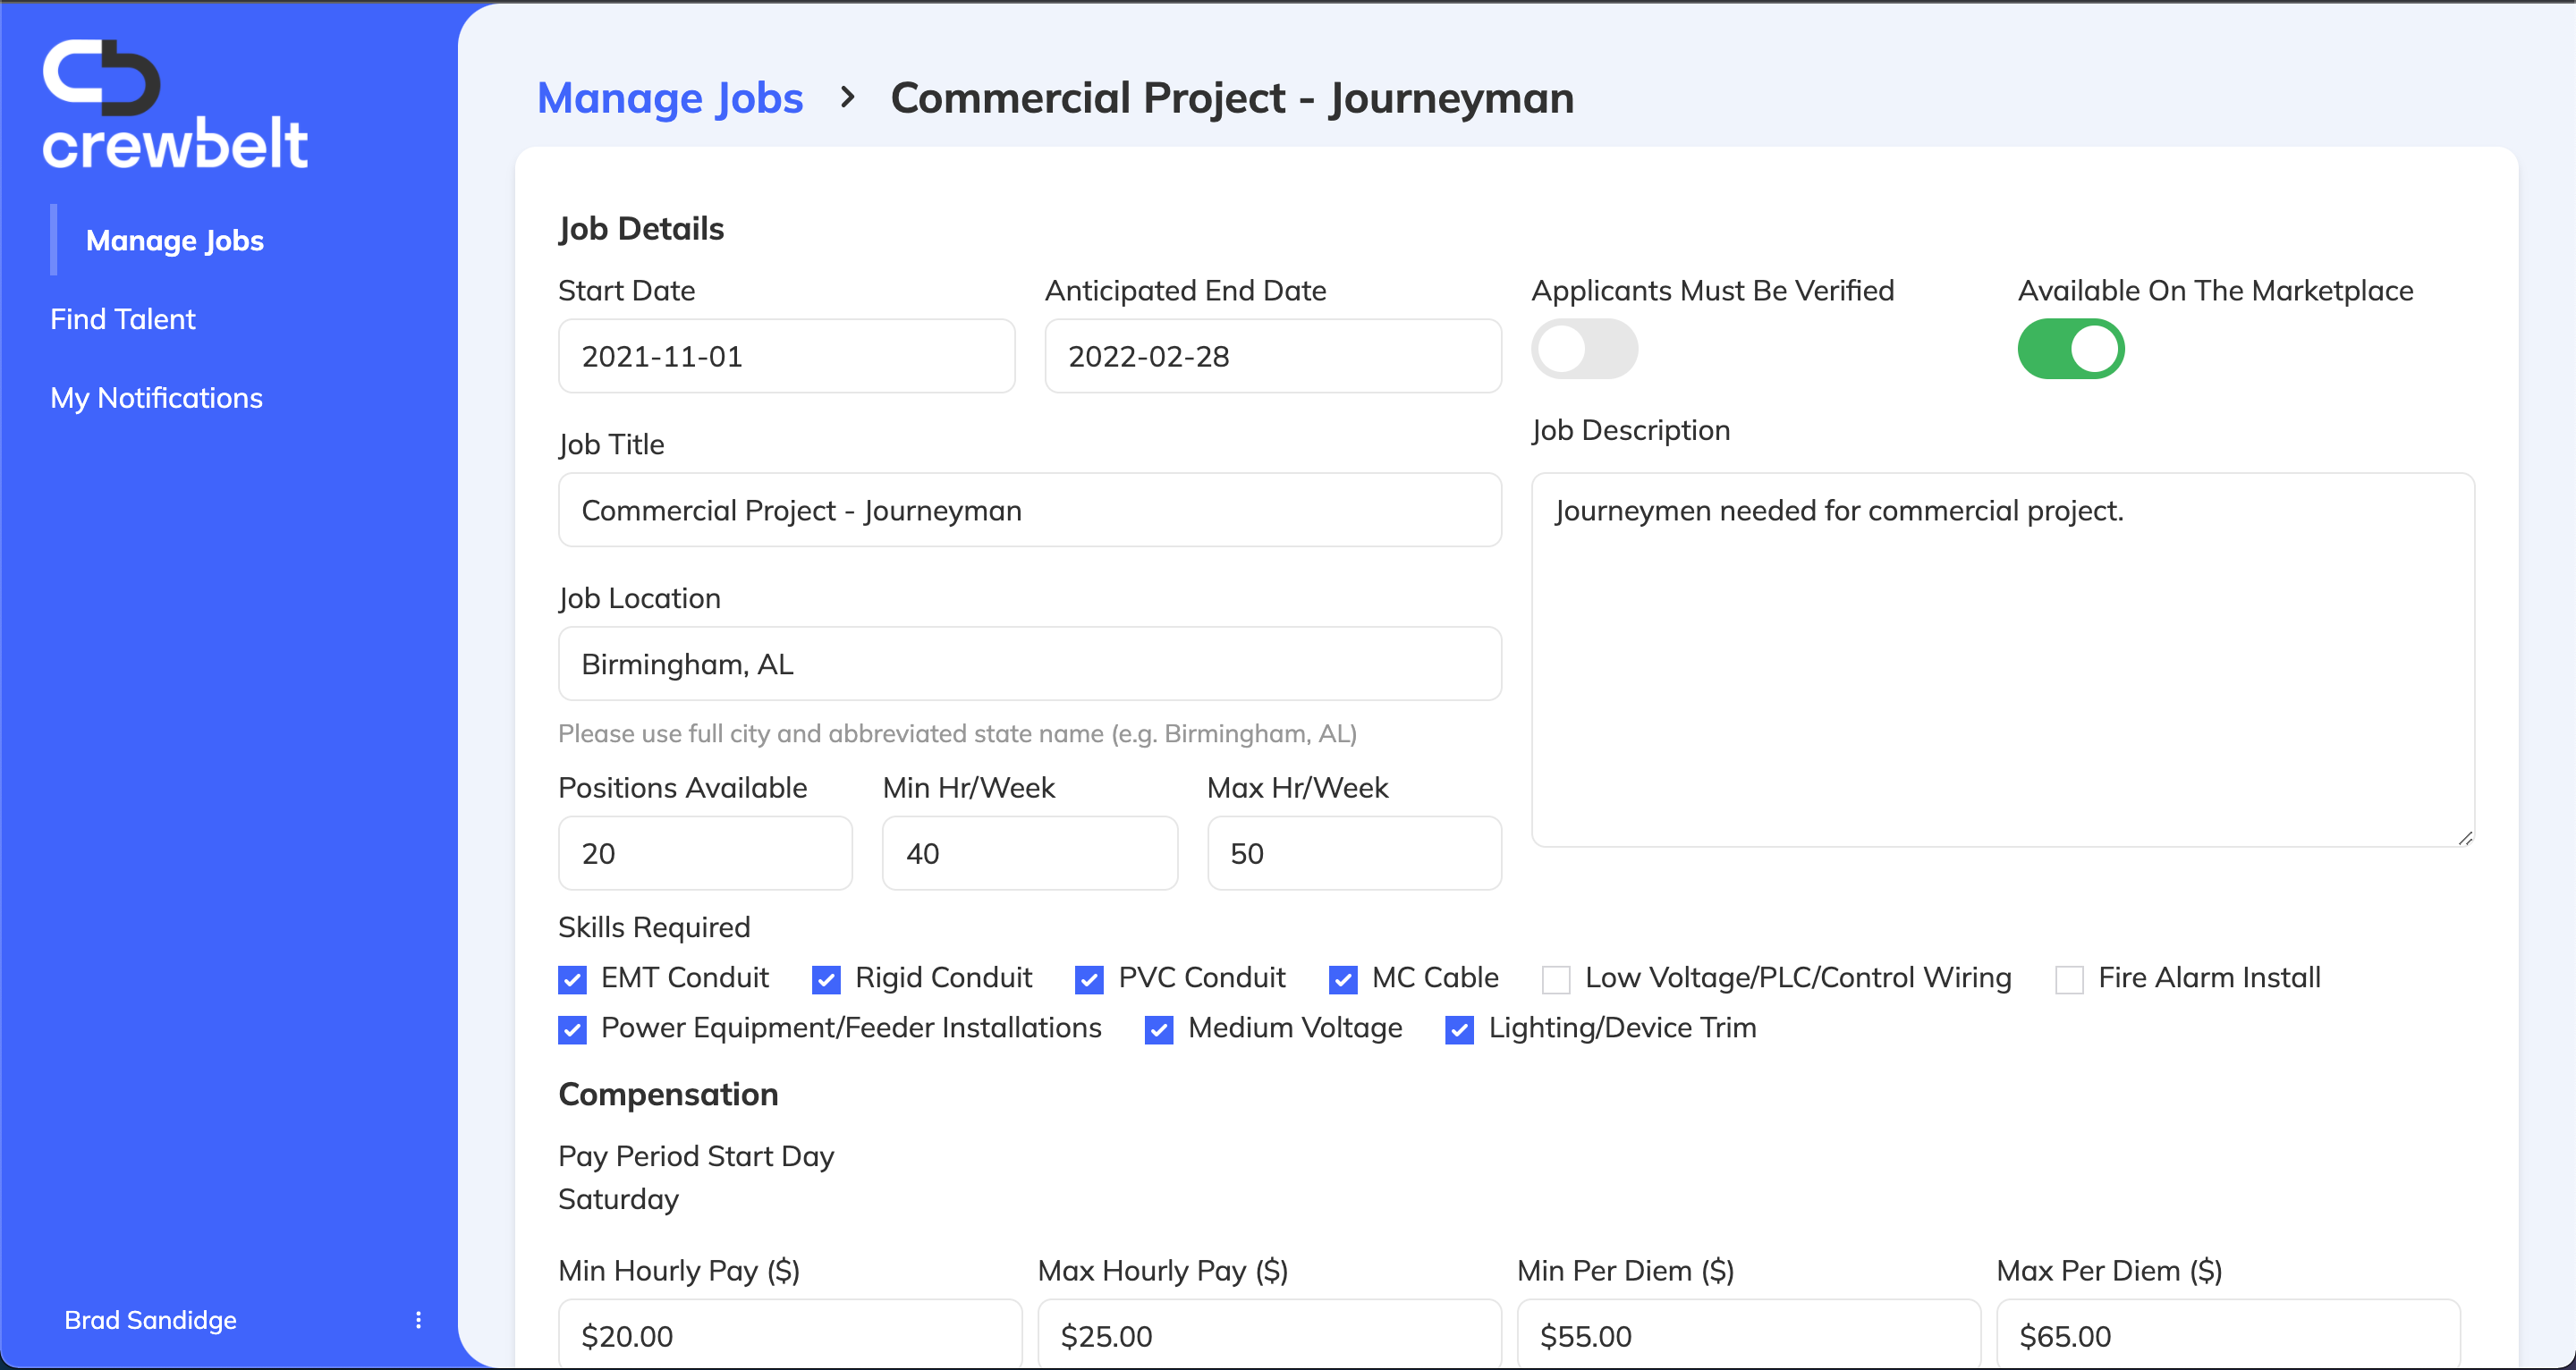 crewbelt
Manage Jobs
Find Talent
My Notifications
Brad Sandidge
Manage Jobs > Commercial Project - Journeyman
Job Details
Start Date
2021-11-01
Anticipated End Date
2022-02-28
Applicants Must Be Verified
Available On The Marketplace
Job Title
Commercial Project - Journeyman
Job Description
Journeymen needed for commercial project.
Job Location
Birmingham, AL
Please use full city and abbreviated state name (e.g. Birmingham, AL)
Positions Available
20
Min Hr/Week
40
Max Hr/Week
50
Skills Required
EMT Conduit Rigid Conduit PVC Conduit MC Cable Low Voltage/PLC/Control Wiring Fire Alarm Install
Power Equipment/Feeder Installations Medium Voltage Lighting/Device Trim
Compensation
Pay Period Start Day
Saturday
Min Hourly Pay ($)
$20.00
Max Hourly Pay ($)
$25.00
Min Per Diem ($)
$55.00
Max Per Diem ($)
$65.00